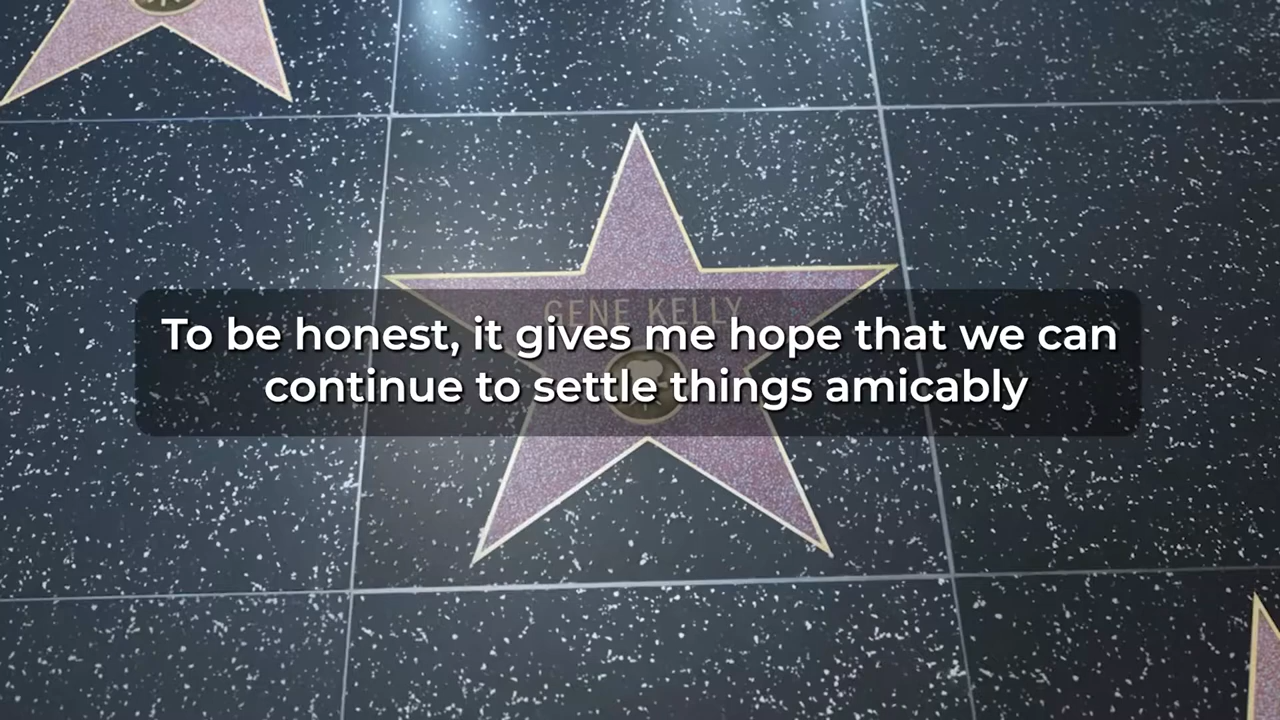 GENE KELLY
To be honest, it gives me hope that we can
continue to settle things amicably